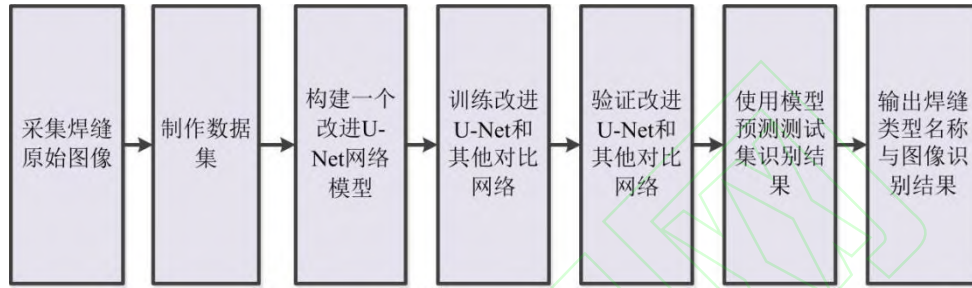 采集焊缝
原始图像
制作数据
集
构建一个
改进U-
Net网络
模型
训练改进
U-Net和
其他对比
网络
验证改进
U-Net和
其他对比
网络
使用模型
预测测试
集识别结
果
输出焊缝
类型名称
与图像识
别结果